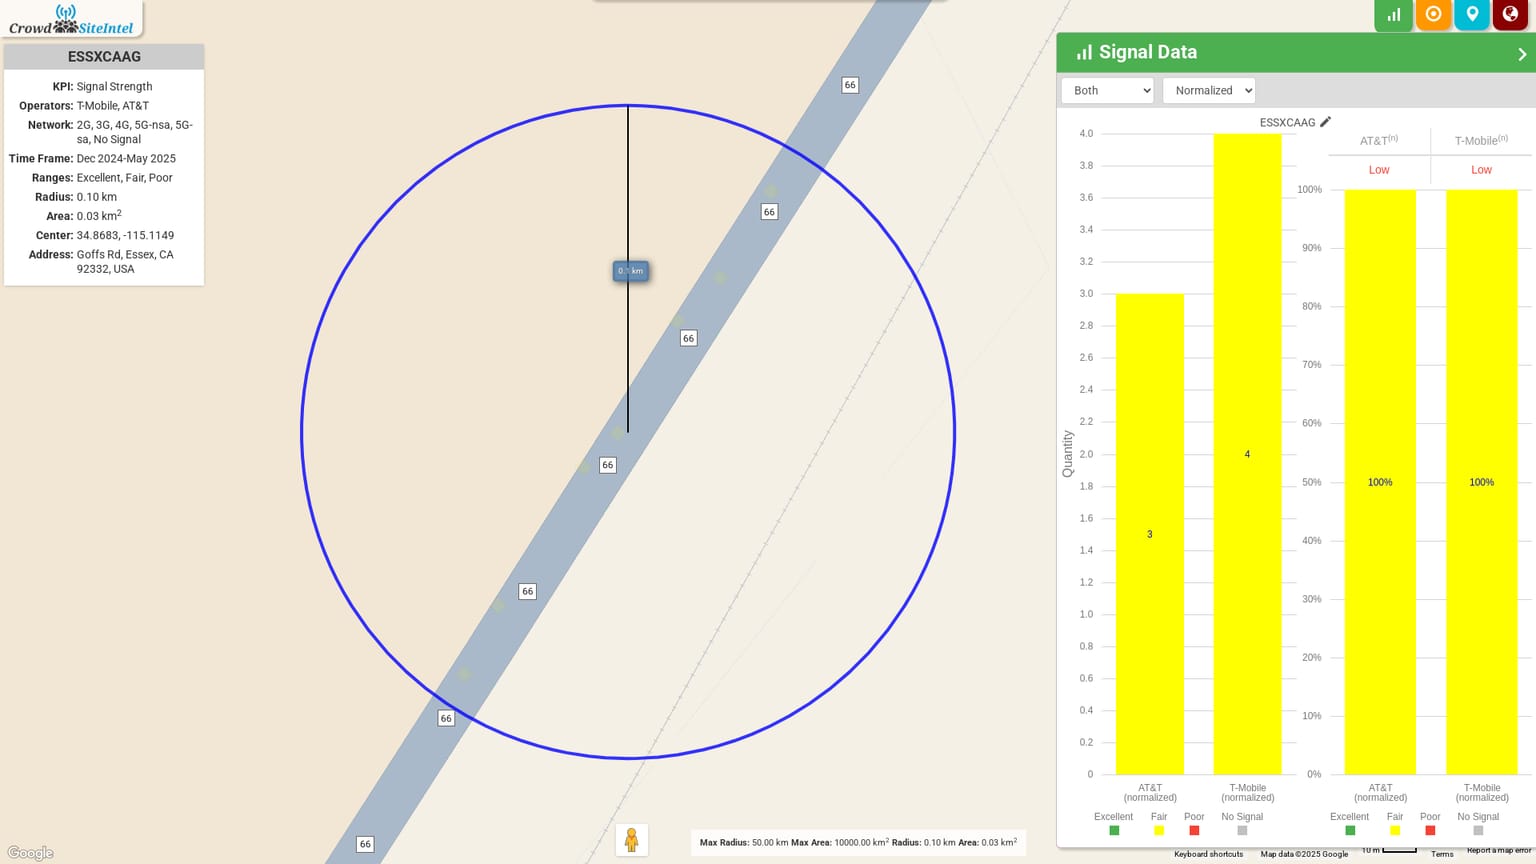 CrowdSiteIntel
ESSXCAAG
KPI: Signal Strength
Operators: T-Mobile, AT&T
Network: 2G, 3G, 4G, 5G-nsa, 5G-
sa, No Signal
Time Frame: Dec 2024-May 2025
Ranges: Excellent, Fair, Poor
Radius: 0.10 km
Area: 0.03 km²
Center: 34.8683, -115.1149
Address: Goffs Rd, Essex, CA
92332, USA
66
66
0.1 km
66
66
66
66
66
Google
Max Radius: 50.00 km Max Area: 10000.00 km² Radius: 0.10 km Area: 0.03 km²
Signal Data
Both Normalized
ESSXCAAG
AT&T(n) T-Mobile(n)
Low Low
Quantity
4.0
3.8
3.6
3.4
3.2
3.0
2.8
2.6
2.4
2.2
2.0
1.8
1.6
1.4
1.2
1.0
0.8
0.6
0.4
0.2
0
3
4
AT&T
(normalized)
T-Mobile
(normalized)
Excellent Fair Poor No Signal
100%
90%
80%
70%
60%
50%
40%
30%
20%
10%
0%
100%
100%
AT&T
(normalized)
T-Mobile
(normalized)
Excellent Fair Poor No Signal
Keyboard shortcuts Map data ©2025 Google 10 m Terms Report a map error